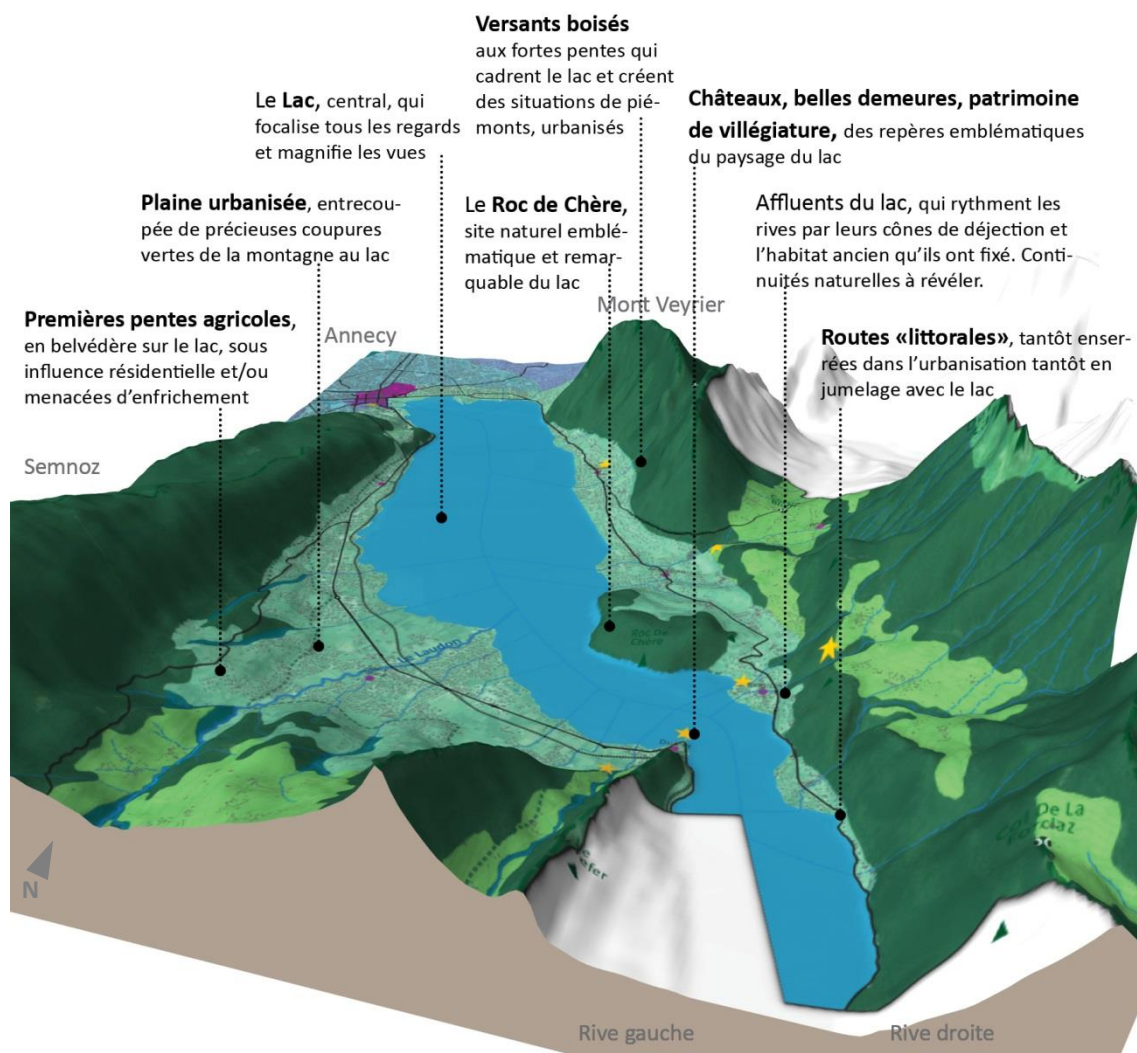 Versants boisés
aux fortes pentes qui
cadrent le lac et créent
des situations de pié-
monts, urbanisés
Le Lac, central, qui
focalise tous les regards
et magnifie les vues
Châteaux, belles demeures, patrimoine
de villégiature, des repères emblématiques
du paysage du lac
Plaine urbanisée, entrecou-
pée de précieuses coupures
vertes de la montagne au lac
Le Roc de Chère,
site naturel emblé-
matique et remar-
quable du lac
Affluents du lac, qui rythment les
rives par leurs cônes de déjection et
l'habitat ancien qu'ils ont fixé. Conti-
nuités naturelles à révéler.
Premières pentes agricoles,
en belvédère sur le lac, sous
influence résidentielle et/ou
menacées d'enfrichement
Annecy
Mont Veyrier
Routes «littorales», tantôt enser-
rées dans l'urbanisation tantôt en
jumelage avec le lac
Semnoz
Roc De
Chère
Le Laudon
Col De La
Forclaz
N
Rive gauche
Rive droite